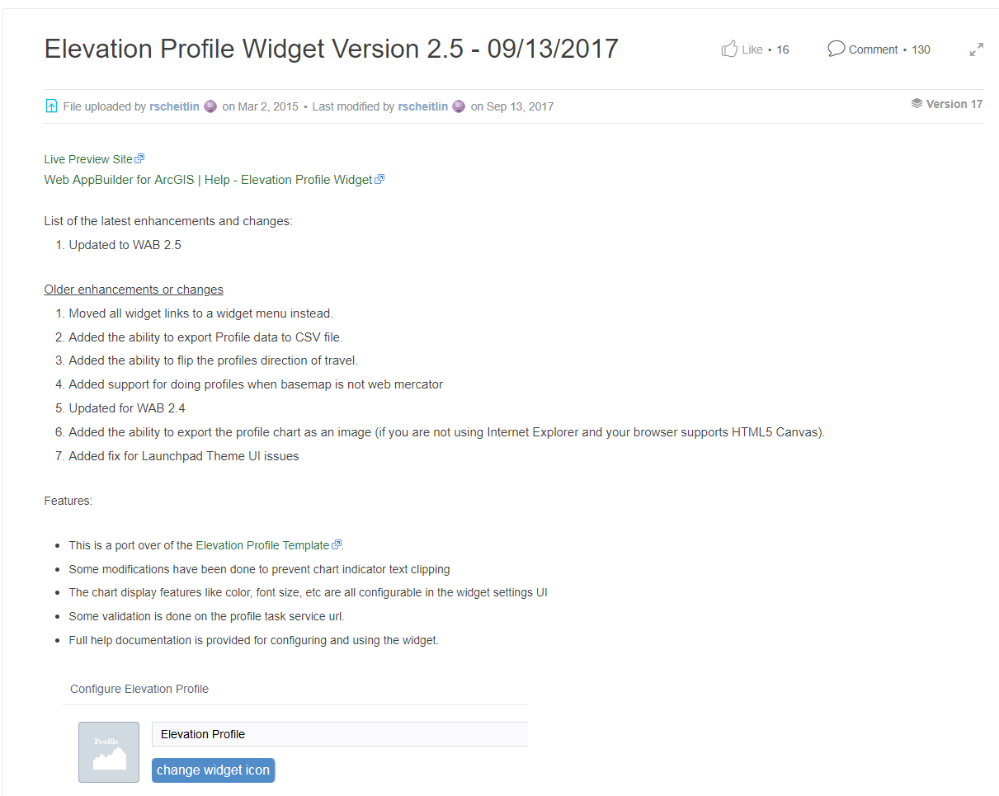 Elevation Profile Widget Version 2.5 - 09/13/2017
Like • 16
Comment • 130
File uploaded by rscheitlin on Mar 2, 2015 • Last modified by rscheitlin on Sep 13, 2017
Version 17
Live Preview Site
Web AppBuilder for ArcGIS | Help - Elevation Profile Widget
List of the latest enhancements and changes:
1. Updated to WAB 2.5
Older enhancements or changes
1. Moved all widget links to a widget menu instead.
2. Added the ability to export Profile data to CSV file.
3. Added the ability to flip the profiles direction of travel.
4. Added support for doing profiles when basemap is not web mercator
5. Updated for WAB 2.4
6. Added the ability to export the profile chart as an image (if you are not using Internet Explorer and your browser supports HTML5 Canvas).
7. Added fix for Launchpad Theme UI issues
Features:
• This is a port over of the Elevation Profile Template.
• Some modifications have been done to prevent chart indicator text clipping
• The chart display features like color, font size, etc are all configurable in the widget settings UI
• Some validation is done on the profile task service url.
• Full help documentation is provided for configuring and using the widget.
Configure Elevation Profile
Profile
Elevation Profile
change widget icon